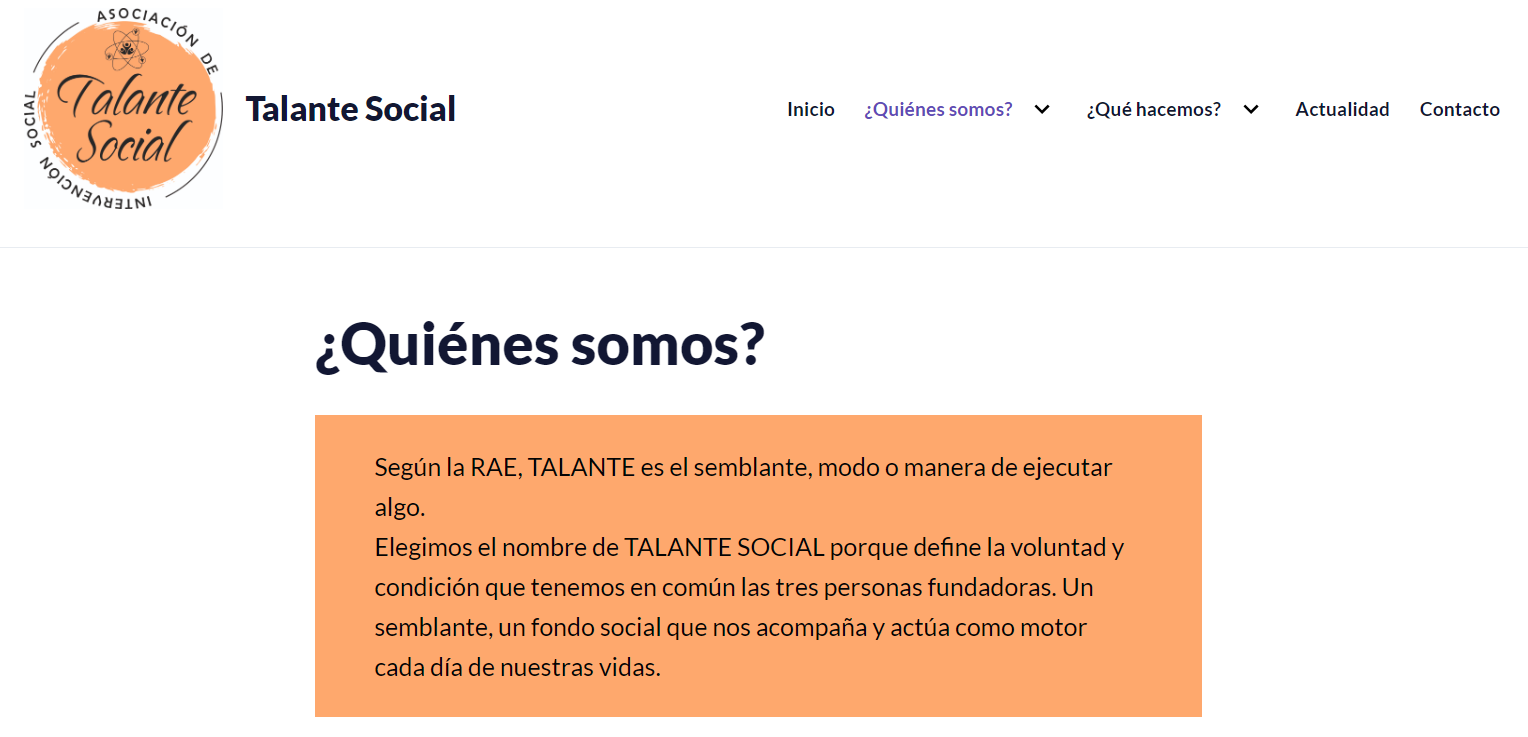 ASOCIACIÓN DE
INTERVENCIÓN SOCIAL
Talante
Social
Talante Social
Inicio
¿Quiénes somos?
¿Qué hacemos?
Actualidad
Contacto
¿Quiénes somos?
Según la RAE, TALANTE es el semblante, modo o manera de ejecutar
algo.
Elegimos el nombre de TALANTE SOCIAL porque define la voluntad y
condición que tenemos en común las tres personas fundadoras. Un
semblante, un fondo social que nos acompaña y actúa como motor
cada día de nuestras vidas.